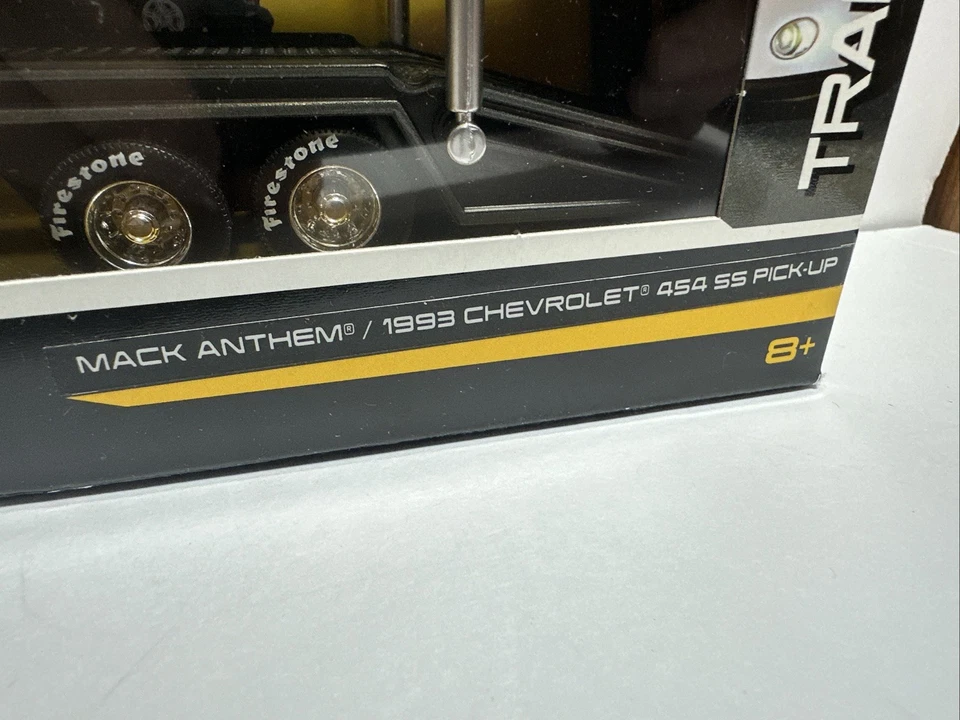 Firestone
Firestone
TRA
MACK ANTHEM® / 1993 CHEVROLET® 454 SS PICK-UP
8+